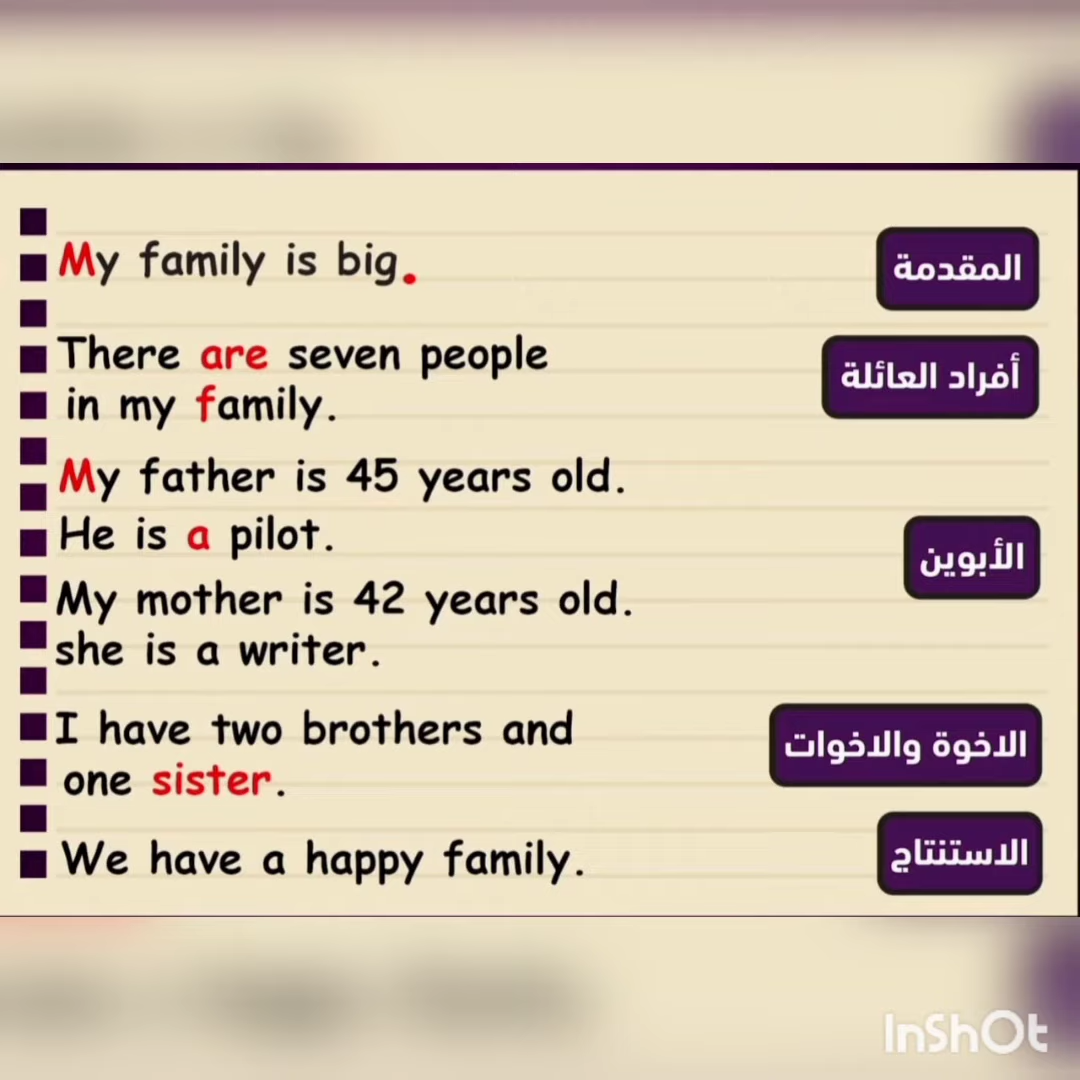 My family is big.
المقدمة
There are seven people
in my family.
أفراد العائلة
My father is 45 years old.
He is a pilot.
الأبوين
My mother is 42 years old.
she is a writer.
I have two brothers and
one sister.
الاخوة والاخوات
We have a happy family.
الاستنتاج
InShOt